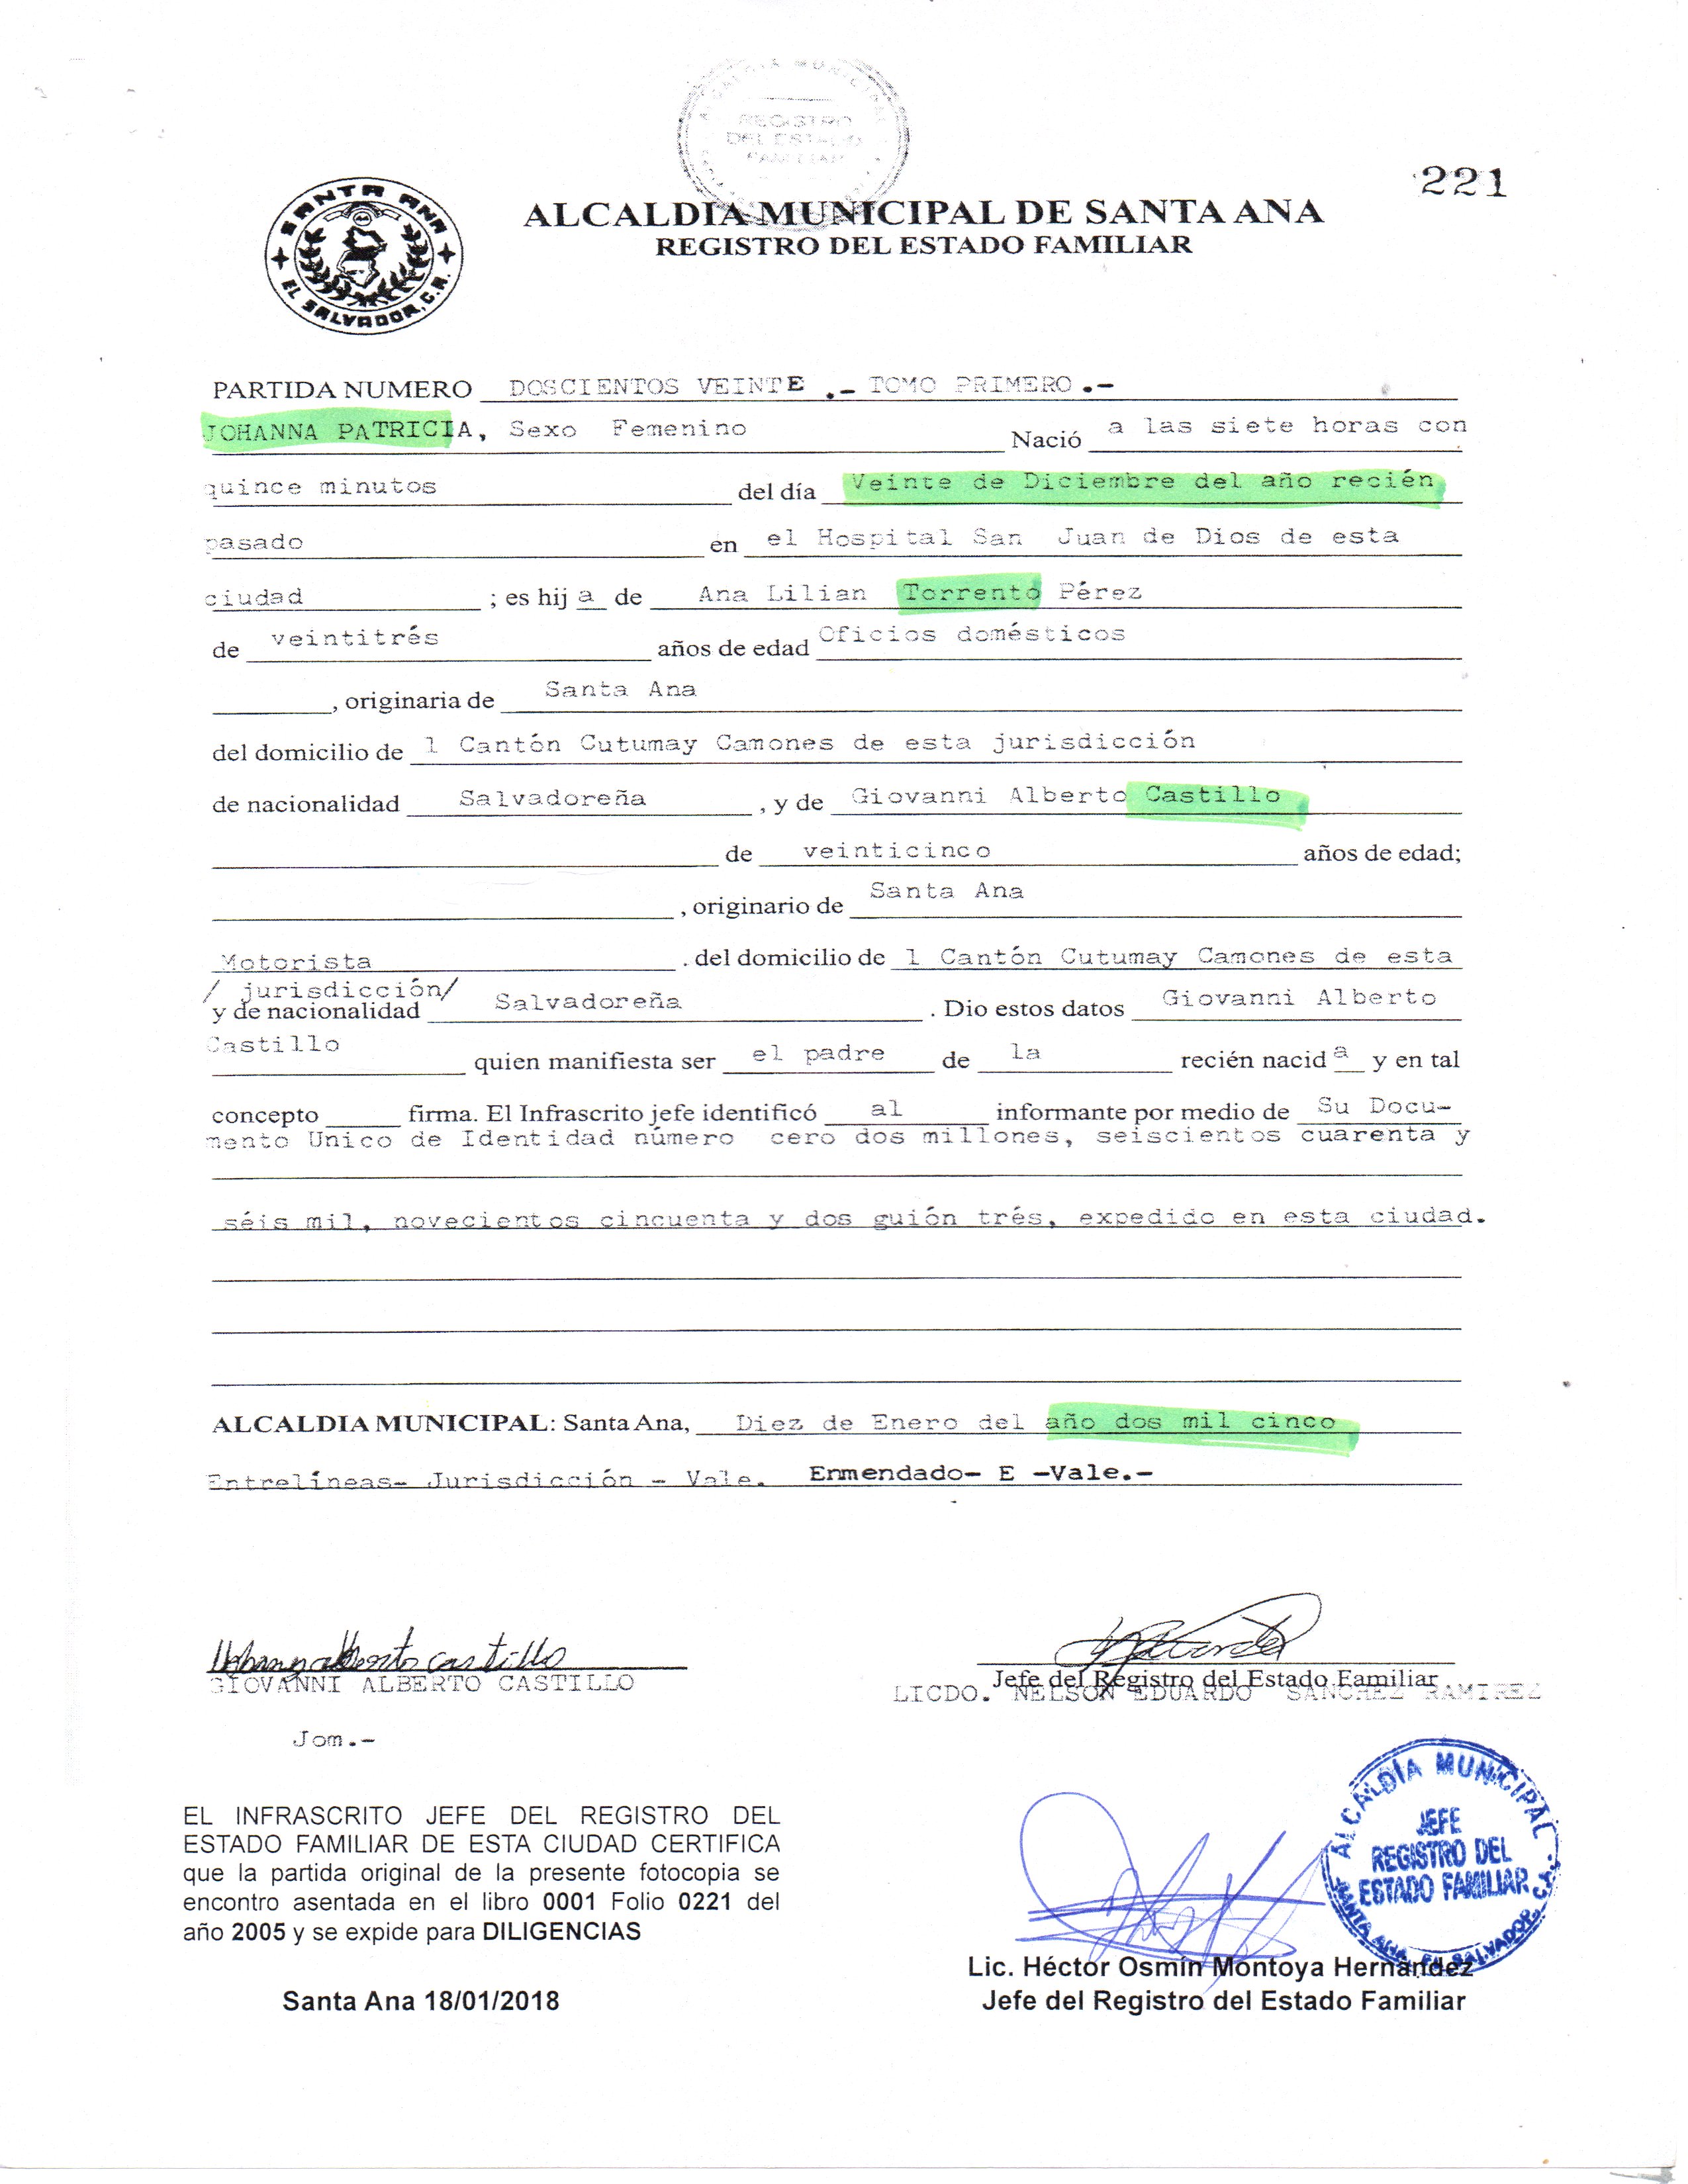 REGISTRO
DEL ESTADO
FAMILIAR
221
SANTA ANA
EL SALVADOR, C.A.
ALCALDIA MUNICIPAL DE SANTA ANA
REGISTRO DEL ESTADO FAMILIAR
PARTIDA NUMERO DOSCIENTOS VEINTE .- TOMO PRIMERO.-
JOHANNA PATRICIA, Sexo Femenino Nació a las siete horas con
quince minutos del día Veinte de Diciembre del año recién
pasado en el Hospital San Juan de Dios de esta
ciudad ; es hij a de Ana Lilian Torrento Pérez
de veintitrés años de edad Oficios domésticos
, originaria de Santa Ana
del domicilio de l Cantón Cutumay Camones de esta jurisdicción
de nacionalidad Salvadoreña , y de Giovanni Alberto Castillo
de veinticinco años de edad;
, originario de Santa Ana
Motorista . del domicilio de l Cantón Cutumay Camones de esta
/ jurisdicción/
y de nacionalidad Salvadoreña . Dio estos datos Giovanni Alberto
Castillo quien manifiesta ser el padre de la recién nacid a y en tal
concepto firma. El Infrascrito jefe identificó al informante por medio de Su Docu-
mento Unico de Identidad número cero dos millones, seiscientos cuarenta y
séis mil, novecientos cincuenta y dos guión trés, expedido en esta ciudad.
ALCALDIA MUNICIPAL: Santa Ana, Diez de Enero del año dos mil cinco
Entrelíneas- Jurisdicción - Vale. Enmendado- E -Vale.-
GIOVANNI ALBERTO CASTILLO
Jefe del Registro del Estado Familiar
LICDO. NELSON EDUARDO SANCHEZ RAMIREZ
Jom.-
EL INFRASCRITO JEFE DEL REGISTRO DEL
ESTADO FAMILIAR DE ESTA CIUDAD CERTIFICA
que la partida original de la presente fotocopia se
encontro asentada en el libro 0001 Folio 0221 del
año 2005 y se expide para DILIGENCIAS
Santa Ana 18/01/2018
ALCALDÍA MUNICIPAL
JEFE
REGISTRO DEL
ESTADO FAMILIAR
SANTA ANA, EL SALVADOR, C.A.
Lic. Héctor Osmín Montoya Hernández
Jefe del Registro del Estado Familiar